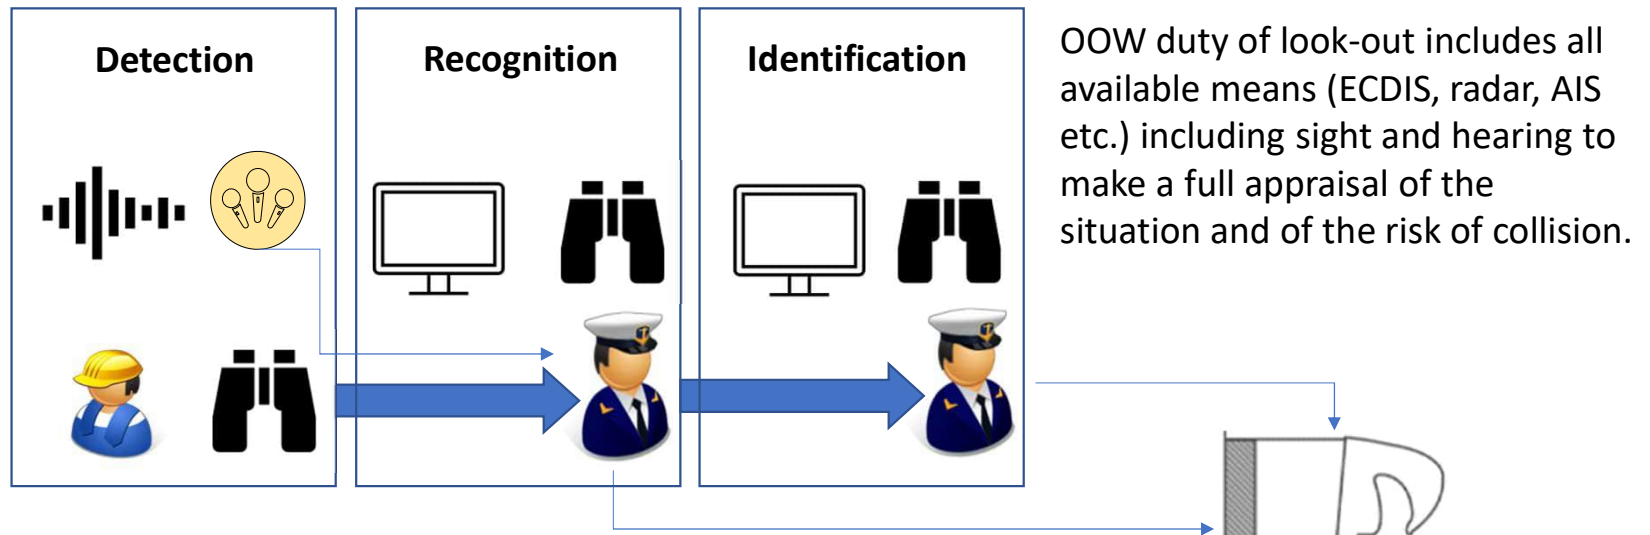 Detection
Recognition
Identification
OOW duty of look-out includes all
available means (ECDIS, radar, AIS
etc.) including sight and hearing to
make a full appraisal of the
situation and of the risk of collision.